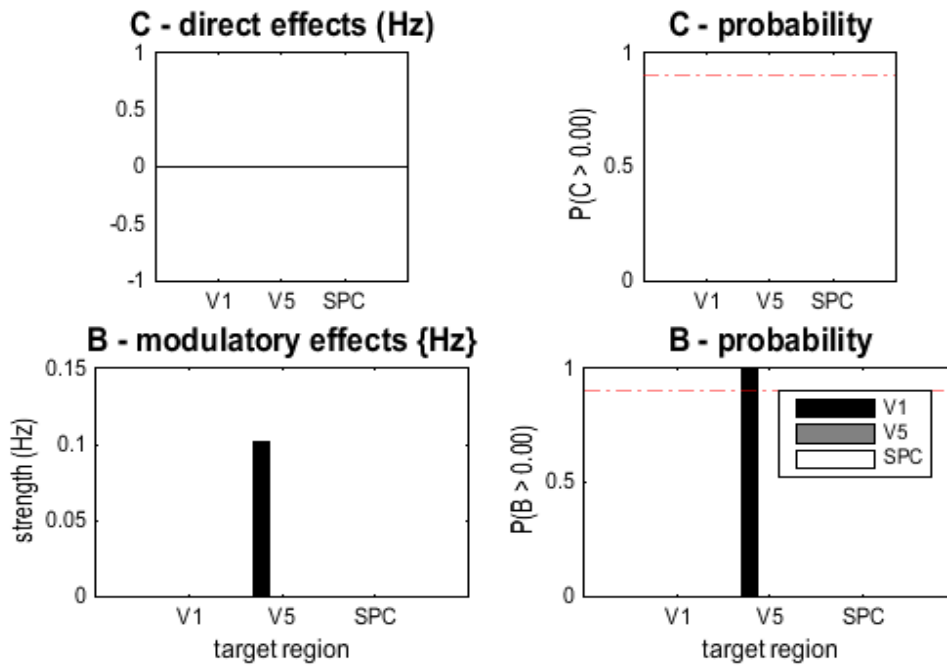 C - direct effects (Hz)
1
0.5
0
-0.5
-1
V1 V5 SPC
C - probability
P(C > 0.00)
1
0.5
0
V1 V5 SPC
B - modulatory effects {Hz}
strength (Hz)
0.15
0.1
0.05
0
V1 V5 SPC
target region
B - probability
P(B > 0.00)
1
0.5
0
V1
V5
SPC
V1 V5 SPC
target region